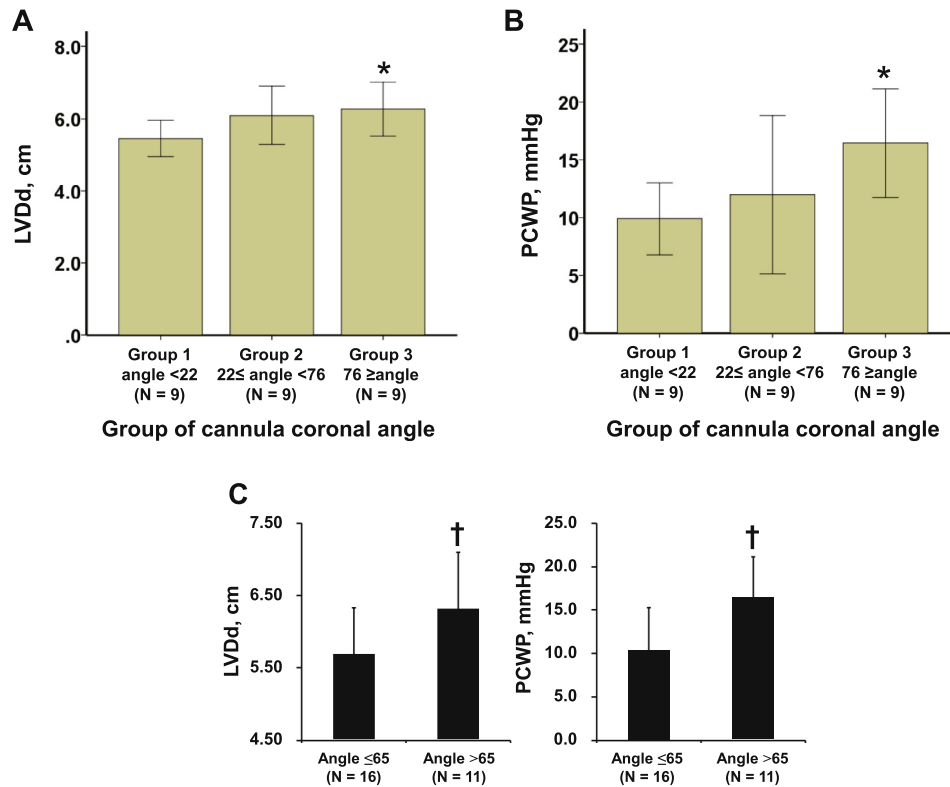 A
8.0
6.0
4.0
2.0
.0
LVDd, cm
*
Group 1
angle <22
(N = 9)
Group 2
22≤ angle <76
(N = 9)
Group 3
76 ≥angle
(N = 9)
Group of cannula coronal angle
B
25
20
15
10
5
0
PCWP, mmHg
*
Group 1
angle <22
(N = 9)
Group 2
22≤ angle <76
(N = 9)
Group 3
76 ≥angle
(N = 9)
Group of cannula coronal angle
C
7.50
6.50
5.50
4.50
LVDd, cm
†
Angle ≤65
(N = 16)
Angle >65
(N = 11)
25.0
20.0
15.0
10.0
5.0
0.0
PCWP, mmHg
†
Angle ≤65
(N = 16)
Angle >65
(N = 11)